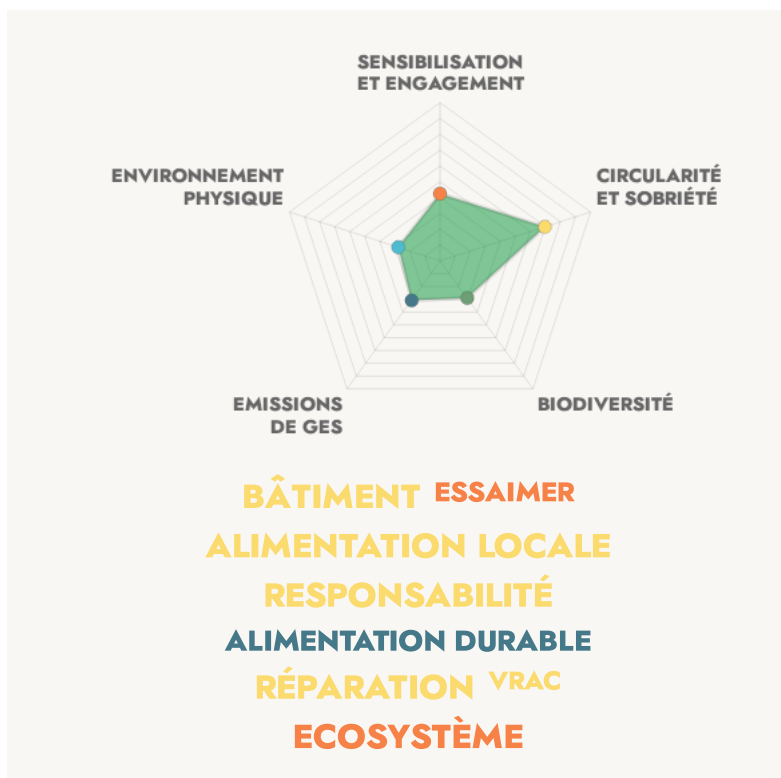 SENSIBILISATION
ET ENGAGEMENT
ENVIRONNEMENT
PHYSIQUE
CIRCULARITÉ
ET SOBRIÉTÉ
EMISSIONS
DE GES
BIODIVERSITÉ
BÂTIMENT ESSAIMER
ALIMENTATION LOCALE
RESPONSABILITÉ
ALIMENTATION DURABLE
RÉPARATION VRAC
ECOSYSTÈME